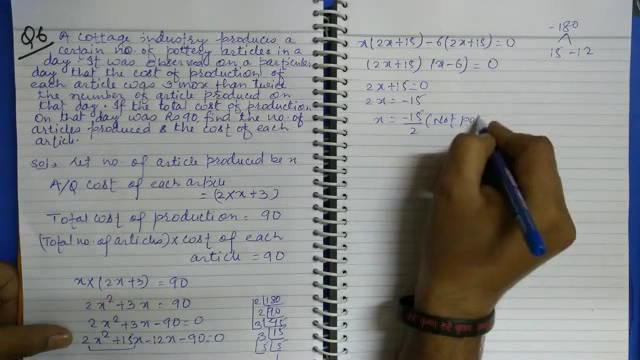 Q6 A cottage industry produces a
certain no. of pottery articles in a
day. It was observed on a perticular
day that the cost of production of
each article was 3 more than twice
the number of article produced on
that day. If the total cost of production
On that day was Rs 90, find the no. of
articles produced & the cost of each
article.
Sol. Let no of article produced be x
A/Q cost of each article
= (2×x+3)
Total cost of production = 90
(Total no. of articles) × cost of each
article = 90
x×(2x+3) = 90
2x²+3x = 90
2x²+3x-90=0
2x²+15x-12x-90=0
2 180
2 90
3 45
3 15
5 5
1
-180
15 -12
x(2x+15)-6(2x+15)=0
(2x+15) (x-6) = 0
2x+15=0
2x = -15
x = -15/2 (Not po